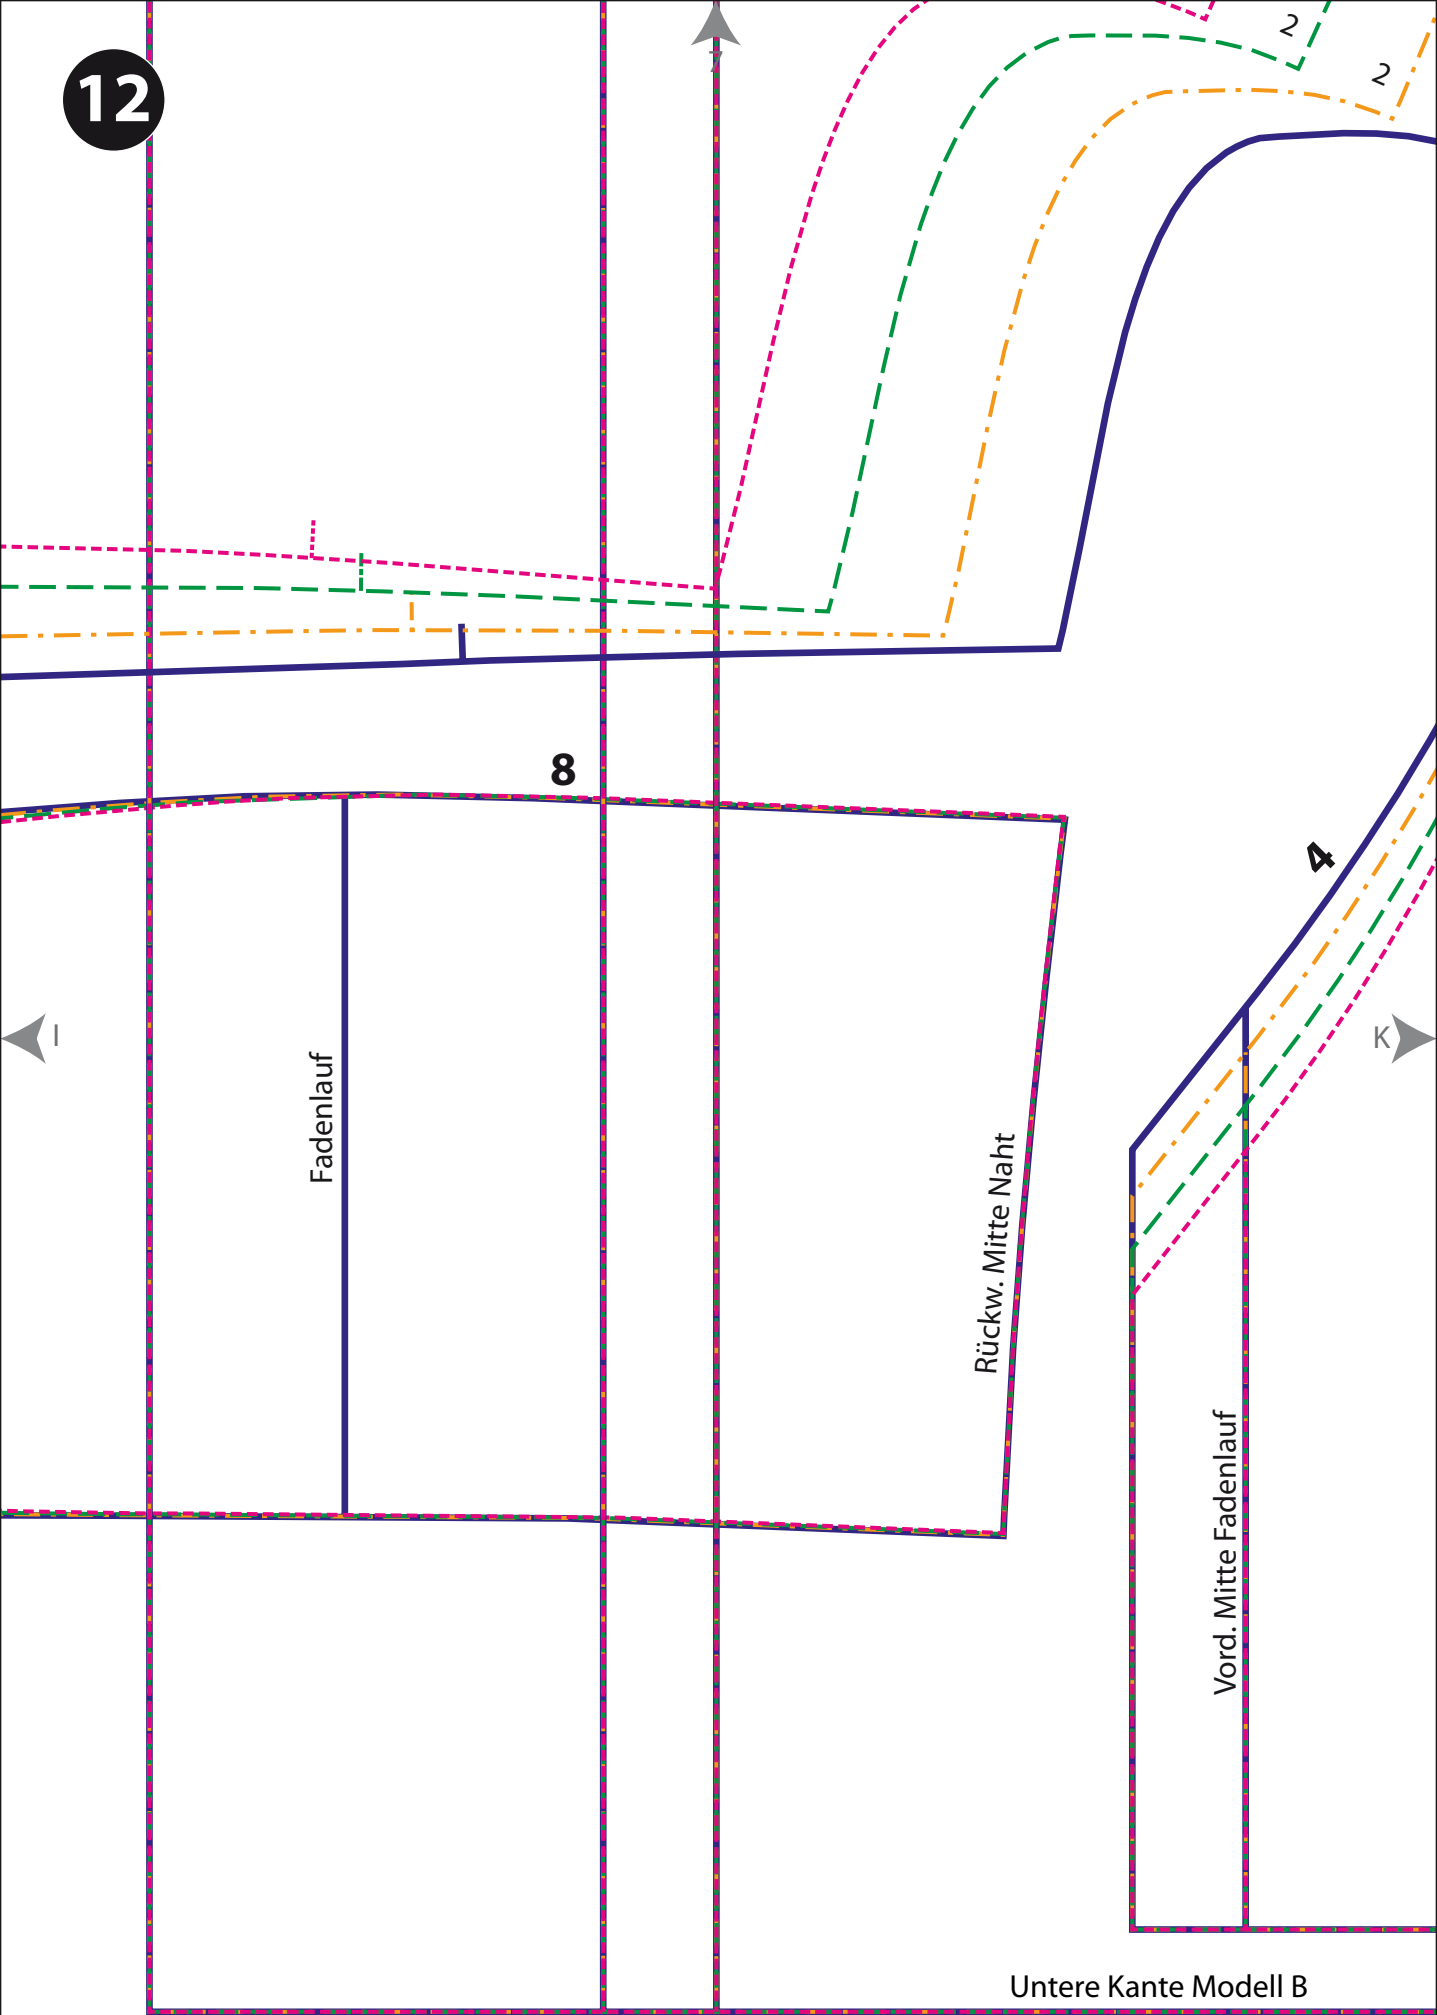 12
7
2
2
8
4
I
K
Fadenlauf
Rückw. Mitte Naht
Vord. Mitte Fadenlauf
Untere Kante Modell B